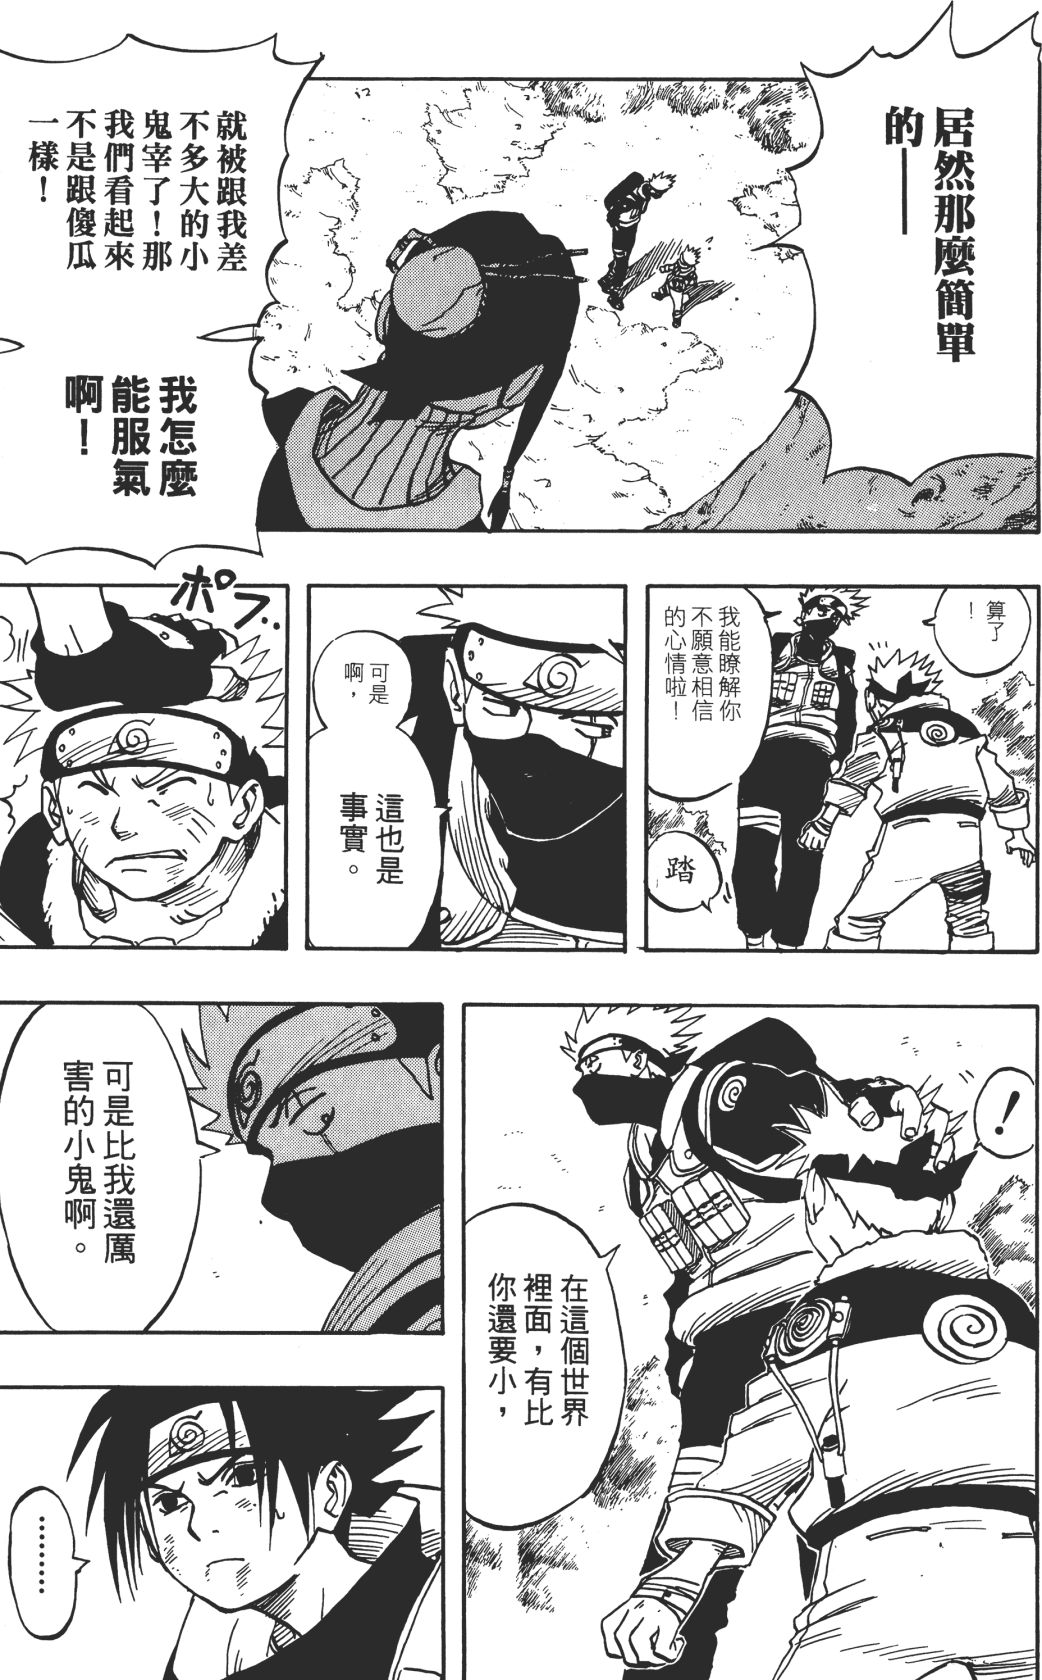 居然那麼簡單
的——
就被跟我差
不多大的小
鬼宰了！那
我們看起來
不是跟傻瓜
一樣！
我怎麼
能服氣
啊！
算了
！
我能瞭解你
不願意相信
的心情啦！
踏
可是
啊，
這也是
事實。
ポフ..
！
在這個世界
裡面，有比
你還要小，
可是比我還厲
害的小鬼啊。
………